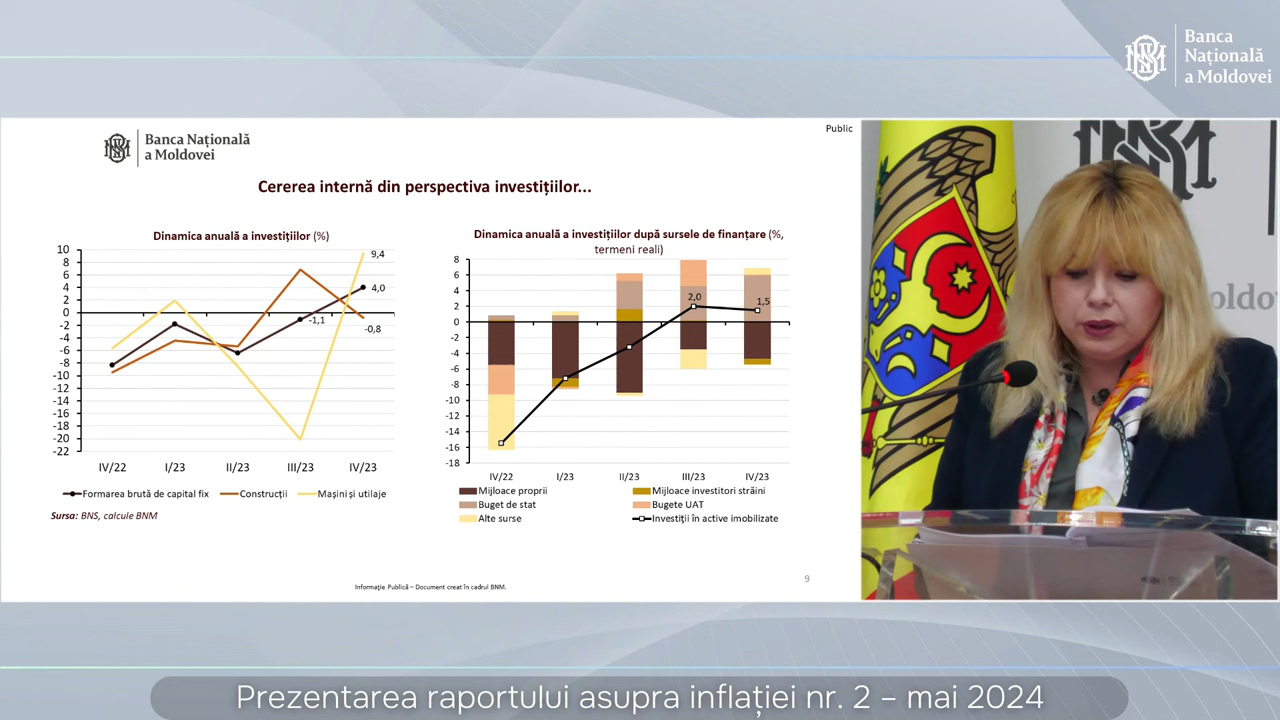 Banca
Națională
a Moldovei
Public
Banca Națională
a Moldovei
Cererea internă din perspectiva investițiilor...
Dinamica anuală a investițiilor (%)
10
8
6
4
2
0
-2
-4
-6
-8
-10
-12
-14
-16
-18
-20
-22
9,4
4,0
-1,1
-0,8
IV/22 I/23 II/23 III/23 IV/23
Formarea brută de capital fix Construcții Mașini și utilaje
Sursa: BNS, calcule BNM
Dinamica anuală a investițiilor după sursele de finanțare (%,
termeni reali)
8
6
4
2
0
-2
-4
-6
-8
-10
-12
-14
-16
-18
2,0
1,5
IV/22 I/23 II/23 III/23 IV/23
Mijloace proprii Mijloace investitori străini
Buget de stat Bugete UAT
Alte surse Investiții în active imobilizate
Informație Publică – Document creat în cadrul BNM.
9
Prezentarea raportului asupra inflației nr. 2 – mai 2024